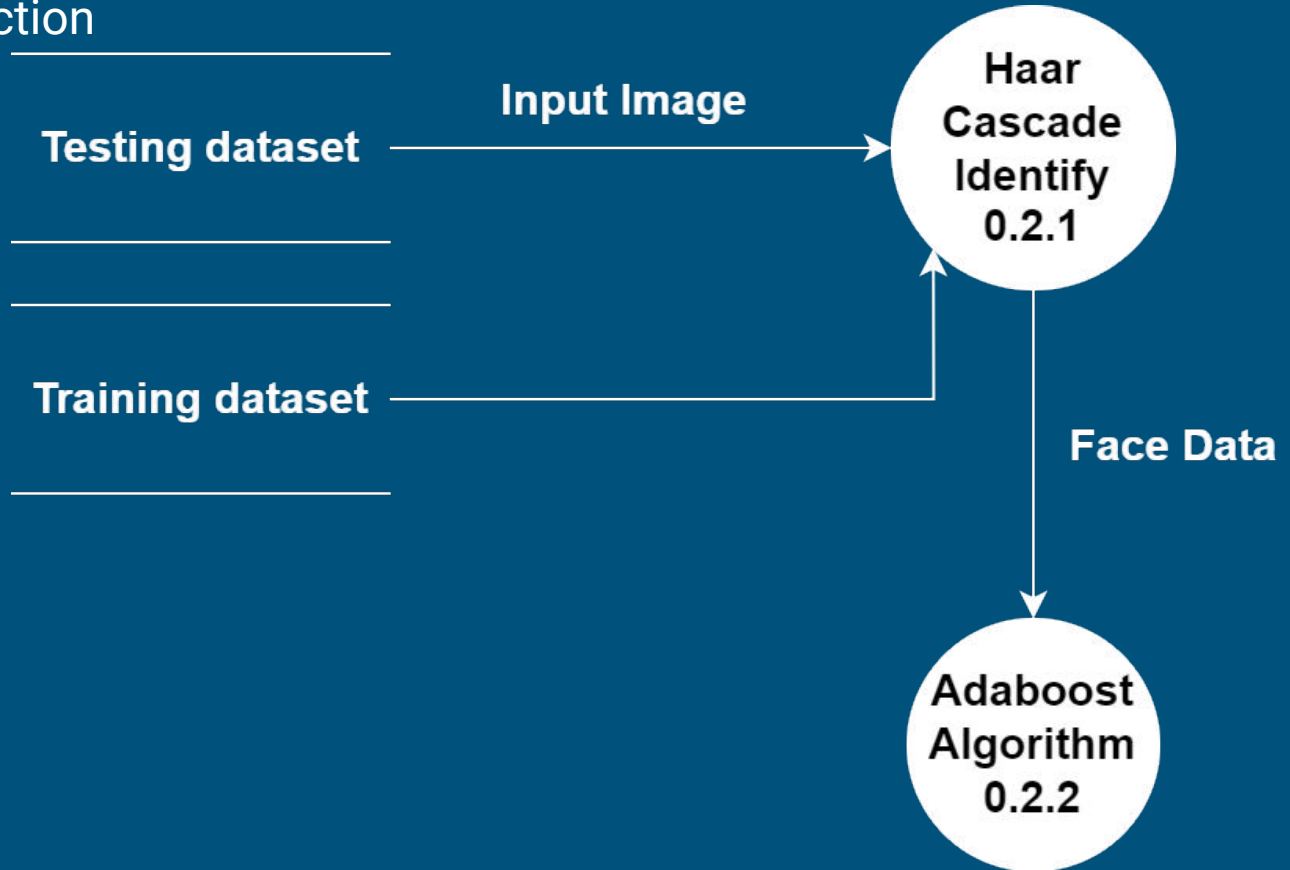 ction
Testing dataset
Input Image
Haar
Cascade
Identify
0.2.1
Training dataset
Face Data
Adaboost
Algorithm
0.2.2